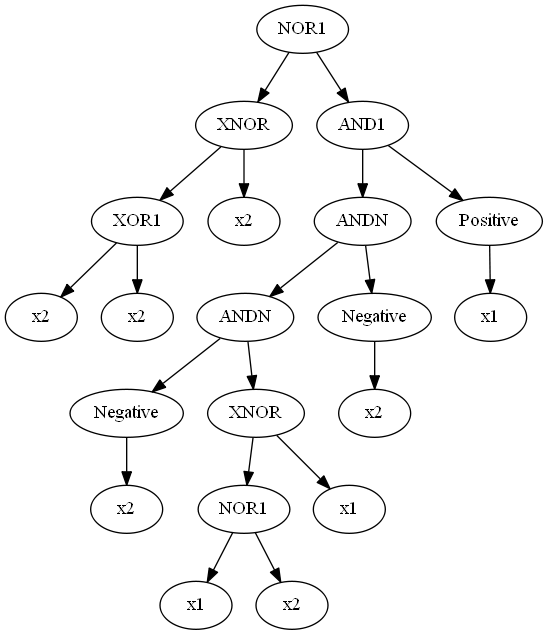 NOR1
XNOR AND1
XOR1 x2 ANDN Positive
x2 x2 ANDN Negative x1
Negative XNOR x2
x2 NOR1 x1
x1 x2